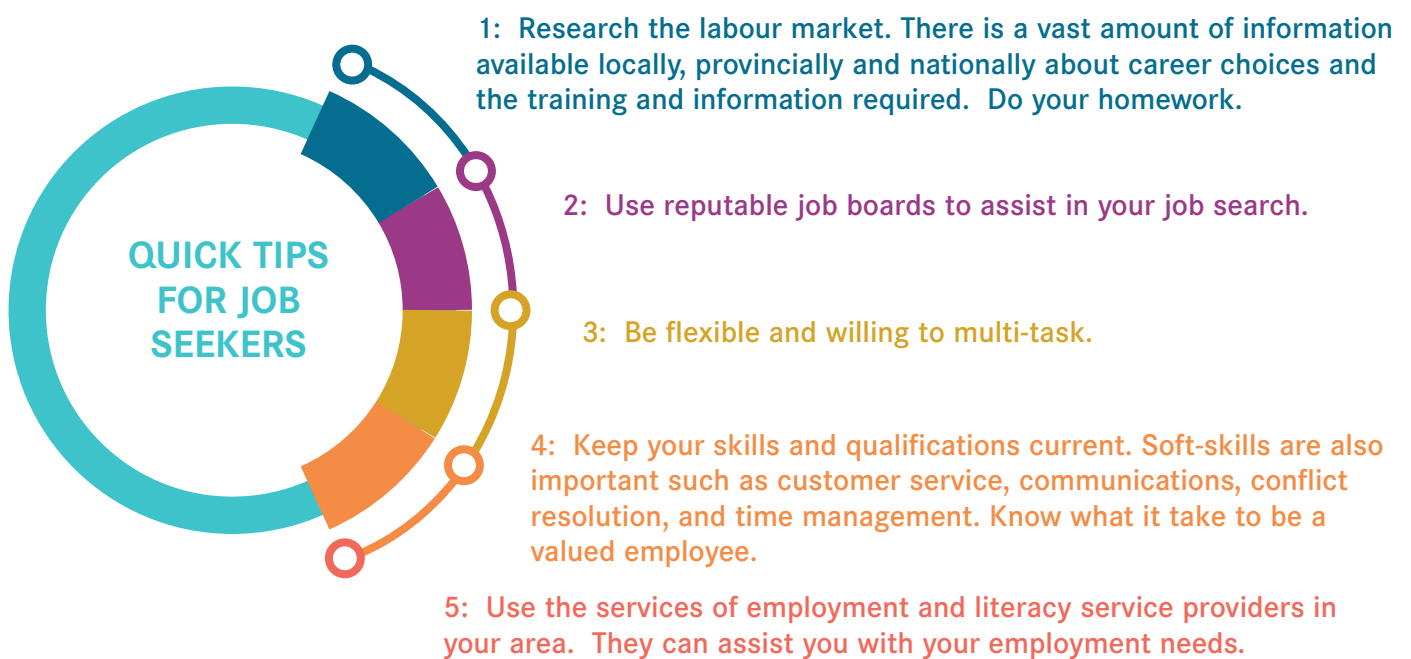 QUICK TIPS
FOR JOB
SEEKERS
1: Research the labour market. There is a vast amount of information
available locally, provincially and nationally about career choices and
the training and information required. Do your homework.
2: Use reputable job boards to assist in your job search.
3: Be flexible and willing to multi-task.
4: Keep your skills and qualifications current. Soft-skills are also
important such as customer service, communications, conflict
resolution, and time management. Know what it take to be a
valued employee.
5: Use the services of employment and literacy service providers in
your area. They can assist you with your employment needs.